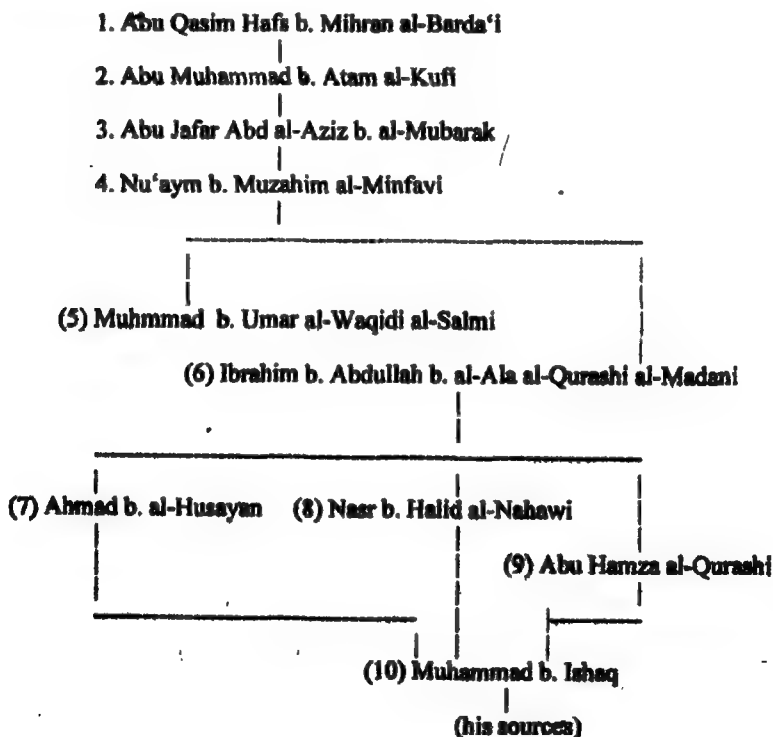 1. Abu Qasim Hafs b. Mihran al-Barda‘i
2. Abu Muhammad b. Atam al-Kufi
3. Abu Jafar Abd al-Aziz b. al-Mubarak
4. Nu‘aym b. Muzahim al-Minfavi
(5) Muhmmad b. Umar al-Waqidi al-Salmi
(6) Ibrahim b. Abdullah b. al-Ala al-Qurashi al-Madani
(7) Ahmad b. al-Husayan (8) Nasr b. Halid al-Nahawi
(9) Abu Hamza al-Qurashi
(10) Muhammad b. Ishaq
(his sources)